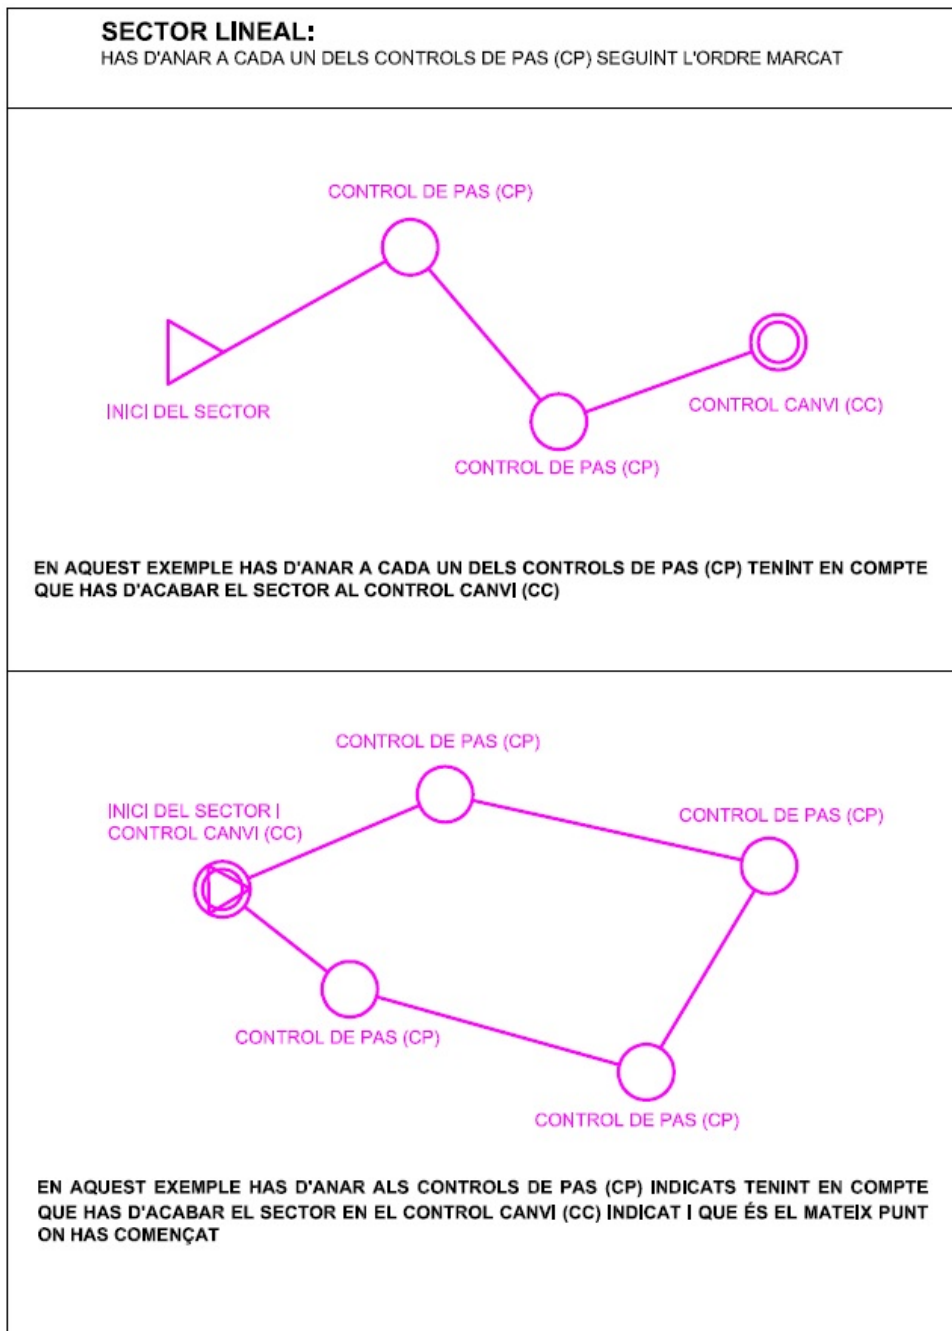 SECTOR LINEAL:
HAS D'ANAR A CADA UN DELS CONTROLS DE PAS (CP) SEGUINT L'ORDRE MARCAT
CONTROL DE PAS (CP)
INICI DEL SECTOR
CONTROL CANVI (CC)
CONTROL DE PAS (CP)
EN AQUEST EXEMPLE HAS D'ANAR A CADA UN DELS CONTROLS DE PAS (CP) TENINT EN COMPTE
QUE HAS D'ACABAR EL SECTOR AL CONTROL CANVI (CC)
CONTROL DE PAS (CP)
INICI DEL SECTOR I
CONTROL CANVI (CC)
CONTROL DE PAS (CP)
CONTROL DE PAS (CP)
CONTROL DE PAS (CP)
EN AQUEST EXEMPLE HAS D'ANAR ALS CONTROLS DE PAS (CP) INDICATS TENINT EN COMPTE
QUE HAS D'ACABAR EL SECTOR EN EL CONTROL CANVI (CC) INDICAT I QUE ÉS EL MATEIX PUNT
ON HAS COMENÇAT